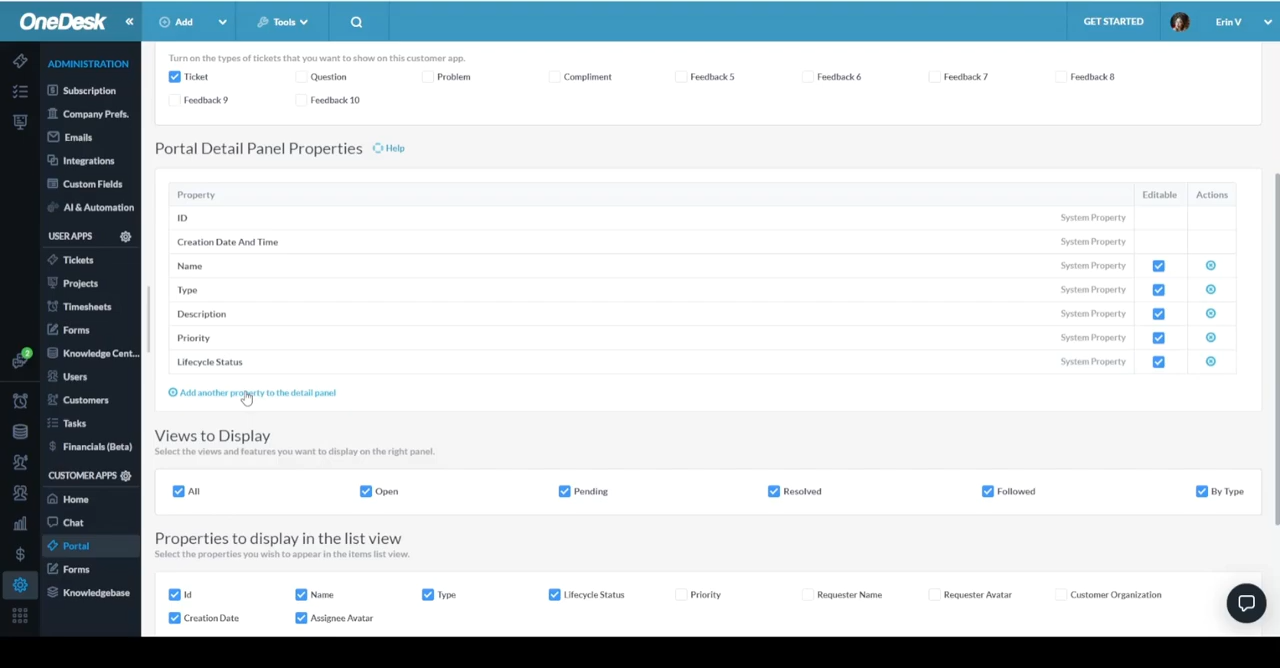 OneDesk
«
Add
Tools
GET STARTED
Erin V
ADMINISTRATION
Subscription
Company Prefs.
Emails
Integrations
Custom Fields
AI & Automation
USER APPS
Tickets
Projects
Timesheets
Forms
2
Knowledge Cent...
Users
Customers
Tasks
$ Financials (Beta)
CUSTOMER APPS
Home
Chat
Portal
Forms
Knowledgebase
Turn on the types of tickets that you want to show on this customer app.
Ticket Question Problem Compliment Feedback 5 Feedback 6 Feedback 7 Feedback 8
Feedback 9 Feedback 10
Portal Detail Panel Properties Help
Property Editable Actions
ID System Property
Creation Date And Time System Property
Name System Property
Type System Property
Description System Property
Priority System Property
Lifecycle Status System Property
Add another property to the detail panel
Views to Display
Select the views and features you want to display on the right panel.
All Open Pending Resolved Followed By Type
Properties to display in the list view
Select the properties you wish to appear in the items list view.
Id Name Type Lifecycle Status Priority Requester Name Requester Avatar Customer Organization
Creation Date Assignee Avatar